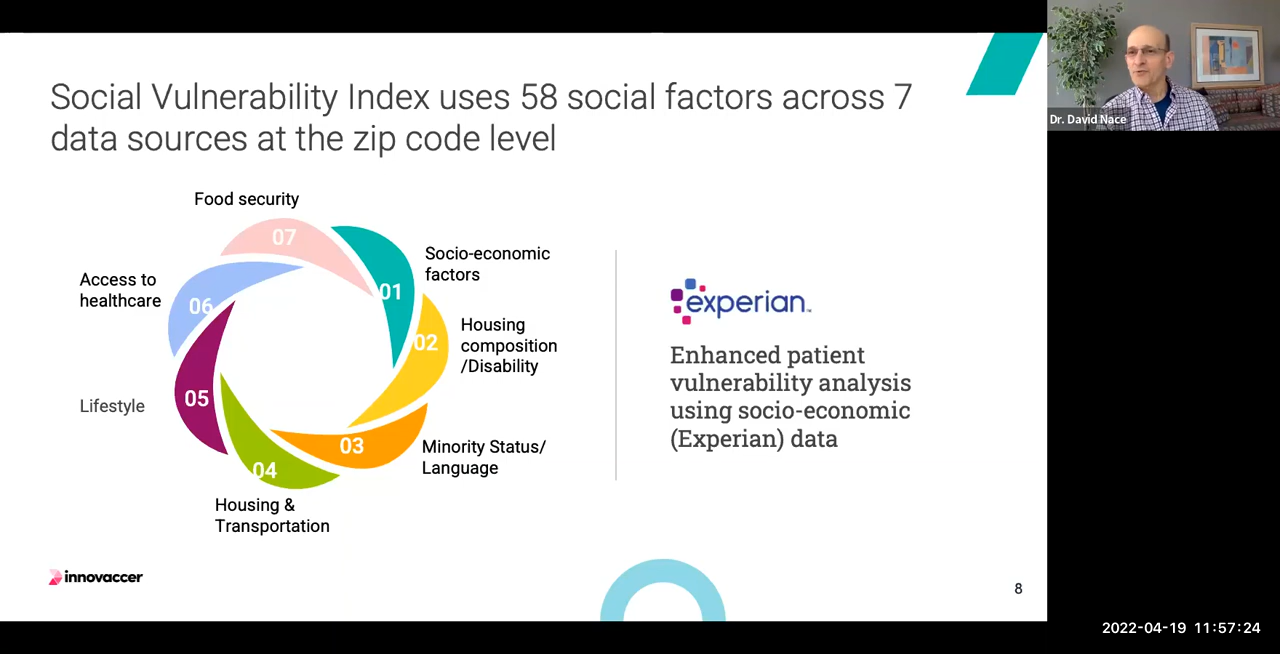 Social Vulnerability Index uses 58 social factors across 7
data sources at the zip code level
Food security
07
01
Socio-economic
factors
Access to
healthcare
06
02
Housing
composition
/Disability
05
Lifestyle
03
Minority Status/
Language
04
Housing &
Transportation
experian™
Enhanced patient
vulnerability analysis
using socio-economic
(Experian) data
innovaccer
8
Dr. David Nace
2022-04-19 11:57:24